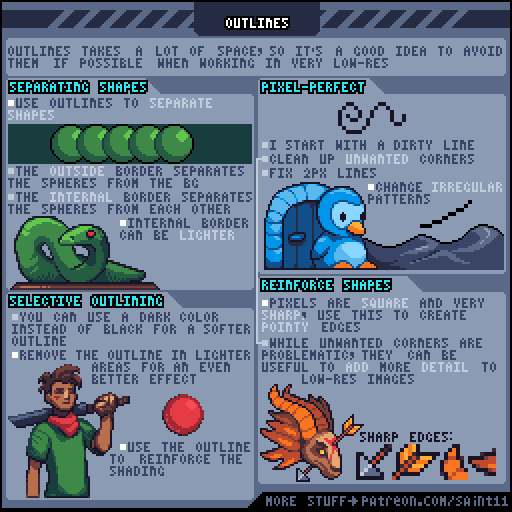 OUTLINES
OUTLINES TAKES A LOT OF SPACE, SO IT'S A GOOD IDEA TO AVOID
THEM IF POSSIBLE WHEN WORKING IN VERY LOW-RES
SEPARATING SHAPES
USE OUTLINES TO SEPARATE
SHAPES
THE OUTSIDE BORDER SEPARATES
THE SPHERES FROM THE BG
THE INTERNAL BORDER SEPARATES
THE SPHERES FROM EACH OTHER
INTERNAL BORDER
CAN BE LIGHTER
SELECTIVE OUTLINING
YOU CAN USE A DARK COLOR
INSTEAD OF BLACK FOR A SOFTER
OUTLINE
REMOVE THE OUTLINE IN LIGHTER
AREAS FOR AN EVEN
BETTER EFFECT
USE THE OUTLINE
TO REINFORCE THE
SHADING
PIXEL-PERFECT
I START WITH A DIRTY LINE
CLEAN UP UNWANTED CORNERS
FIX 2PX LINES
CHANGE IRREGULAR
PATTERNS
REINFORCE SHAPES
PIXELS ARE SQUARE AND VERY
SHARP, USE THIS TO CREATE
POINTY EDGES
WHILE UNWANTED CORNERS ARE
PROBLEMATIC, THEY CAN BE
USEFUL TO ADD MORE DETAIL TO
LOW-RES IMAGES
SHARP EDGES:
MORE STUFF→PATREON.COM/SAINT11